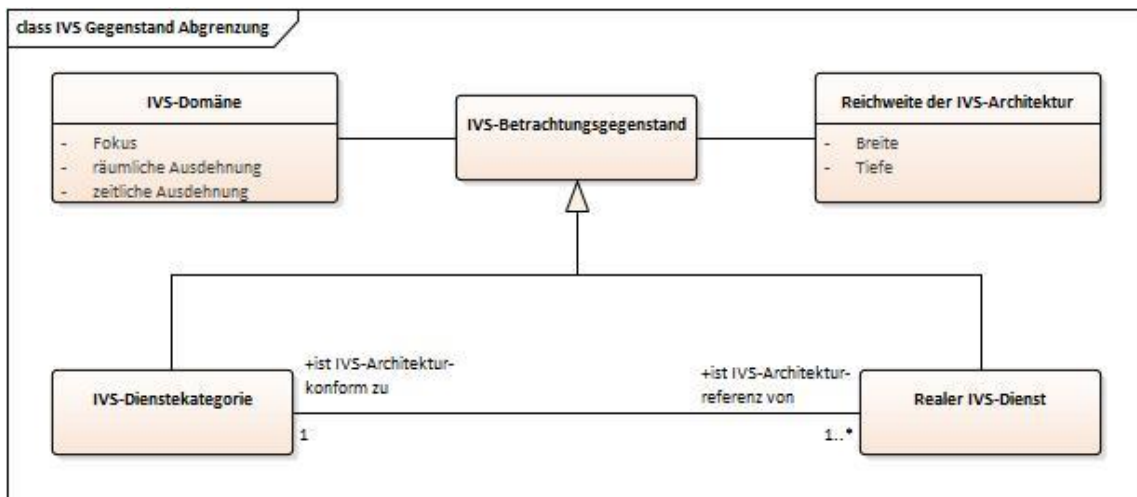 class IVS Gegenstand Abgrenzung
IVS-Domäne
- Fokus
- räumliche Ausdehnung
- zeitliche Ausdehnung
IVS-Betrachtungsgegenstand
Reichweite der IVS-Architektur
- Breite
- Tiefe
IVS-Dienstekategorie
+ist IVS-Architektur-
konform zu
1
+ist IVS-Architektur-
referenz von
1..*
Realer IVS-Dienst